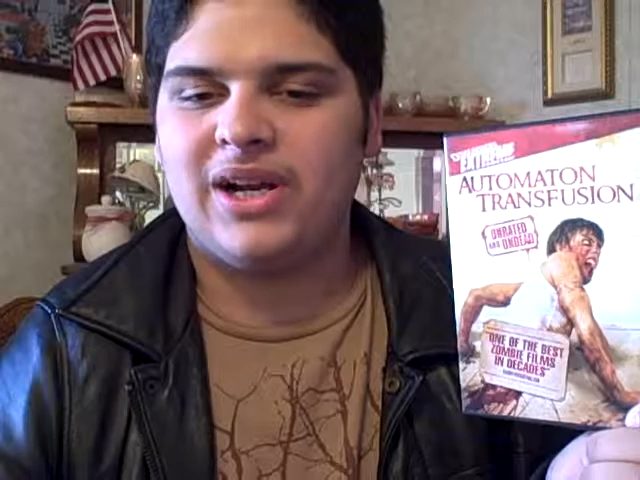 EXTREME
AUTOMATON
TRANSFUSION
UNRATED
AND UNDEAD
"ONE OF THE BEST
ZOMBIE FILMS
IN DECADES"